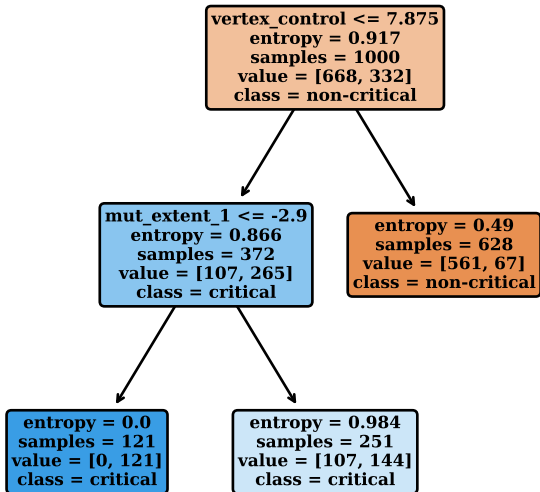 vertex_control <= 7.875
entropy = 0.917
samples = 1000
value = [668, 332]
class = non-critical
mut_extent_1 <= -2.9
entropy = 0.866
samples = 372
value = [107, 265]
class = critical
entropy = 0.49
samples = 628
value = [561, 67]
class = non-critical
entropy = 0.0
samples = 121
value = [0, 121]
class = critical
entropy = 0.984
samples = 251
value = [107, 144]
class = critical